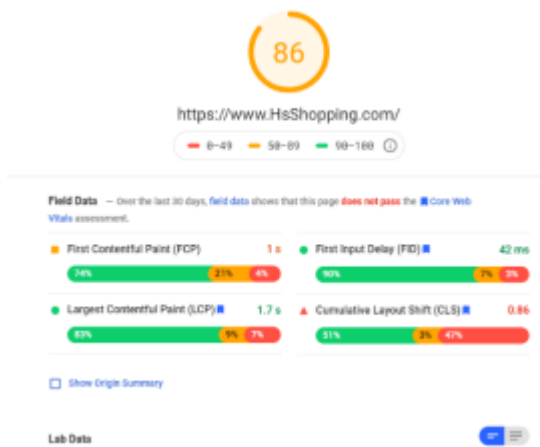 86
https://www.HsShopping.com/
0-49 50-89 90-100
Field Data — Over the last 30 days, field data shows that this page does not pass the Core Web
Vitals assessment.
First Contentful Paint (FCP) 1 s
74% 21% 4%
First Input Delay (FID) 42 ms
90% 7% 3%
Largest Contentful Paint (LCP) 1.7 s
83% 9% 7%
Cumulative Layout Shift (CLS) 0.86
51% 3% 47%
Show Origin Summary
Lab Data